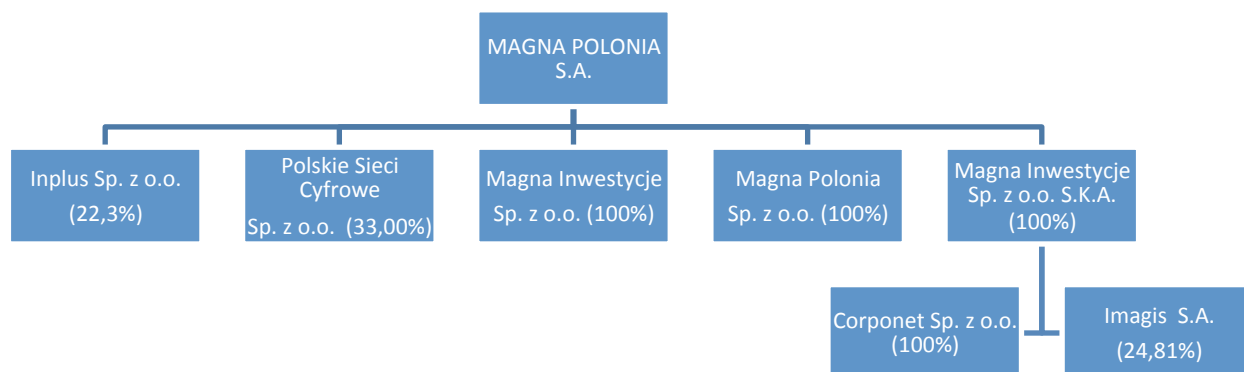 MAGNA POLONIA
S.A.
Inplus Sp. z o.o.
(22,3%)
Polskie Sieci
Cyfrowe
Sp. z o.o. (33,00%)
Magna Inwestycje
Sp. z o.o. (100%)
Magna Polonia
Sp. z o.o. (100%)
Magna Inwestycje
Sp. z o.o. S.K.A.
(100%)
Corponet Sp. z o.o.
(100%)
Imagis S.A.
(24,81%)